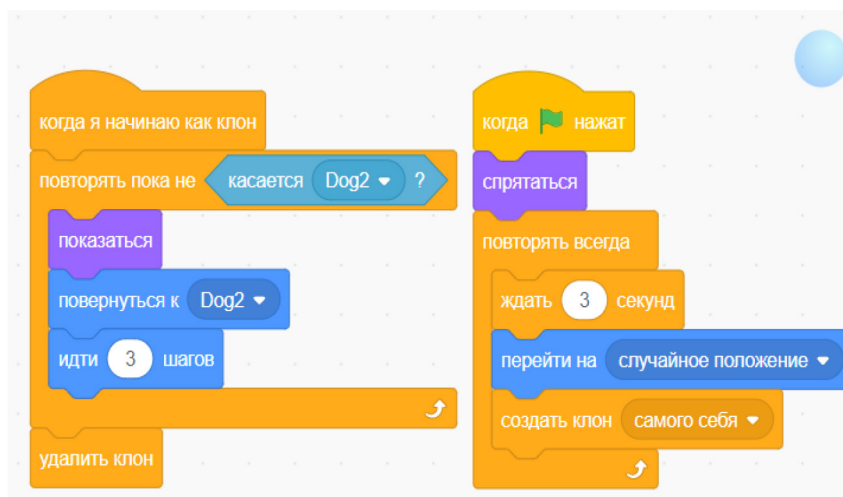 когда я начинаю как клон
повторять пока не касается Dog2 ?
показаться
повернуться к Dog2
идти 3 шагов
удалить клон
когда нажат
спрятаться
повторять всегда
ждать 3 секунд
перейти на случайное положение
создать клон самого себя